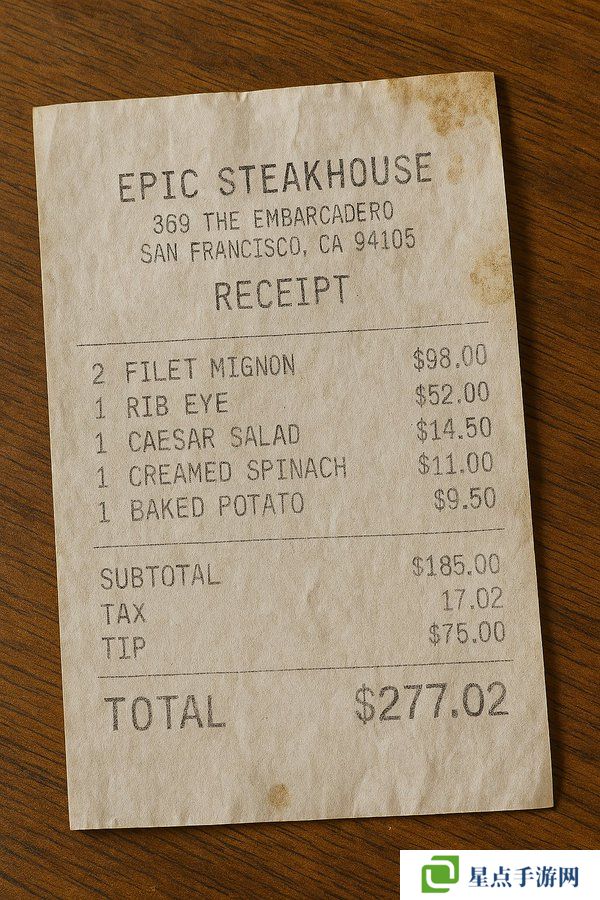 EPIC STEAKHOUSE
369 THE EMBARCADERO
SAN FRANCISCO, CA 94105
RECEIPT
2 FILET MIGNON $98.00
1 RIB EYE $52.00
1 CAESAR SALAD $14.50
1 CREAMED SPINACH $11.00
1 BAKED POTATO $9.50
SUBTOTAL $185.00
TAX 17.02
TIP $75.00
TOTAL $277.02
星点手游网